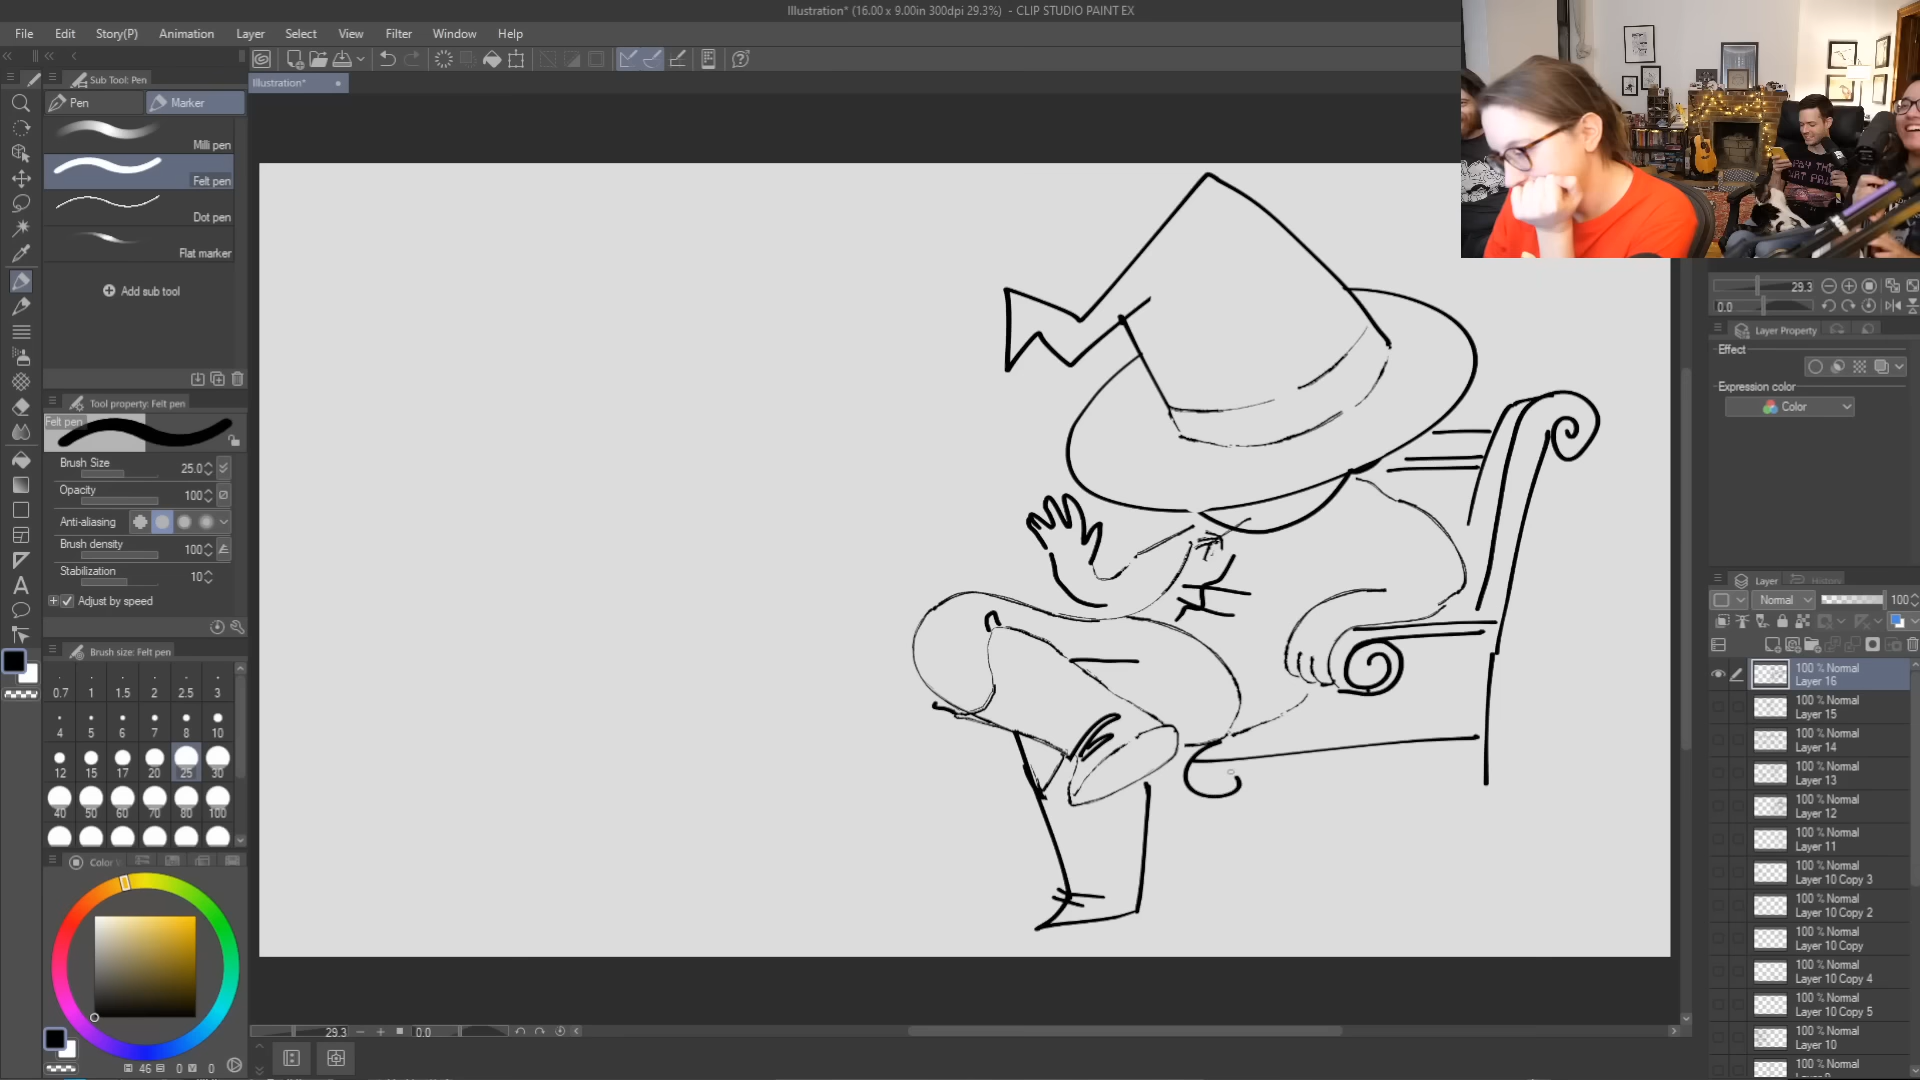 Illustration* (16.00 x 9.00in 300dpi 29.3%) - CLIP STUDIO PAINT EX
File Edit Story(P) Animation Layer Select View Filter Window Help
Sub Tool: Pen
Illustration*
Pen Marker
Milli pen
Felt pen
Dot pen
Flat marker
Add sub tool
Tool property: Felt pen
Felt pen
Brush Size 25.0
Opacity 100
Anti-aliasing
Brush density 100
Stabilization 10
Adjust by speed
Brush size: Felt pen
0.7 1 1.5 2 2.5 3
4 5 6 7 8 10
12 15 17 20 25 30
40 50 60 70 80 100
Color
46 0 0
29.3 0.0
29.3
0.0
Layer Property
Effect
Expression color
Color
Layer History
Normal 100
100 % Normal
Layer 16
100 % Normal
Layer 15
100 % Normal
Layer 14
100 % Normal
Layer 13
100 % Normal
Layer 12
100 % Normal
Layer 11
100 % Normal
Layer 10 Copy 3
100 % Normal
Layer 10 Copy 2
100 % Normal
Layer 10 Copy
100 % Normal
Layer 10 Copy 4
100 % Normal
Layer 10 Copy 5
100 % Normal
Layer 10
100 % Normal